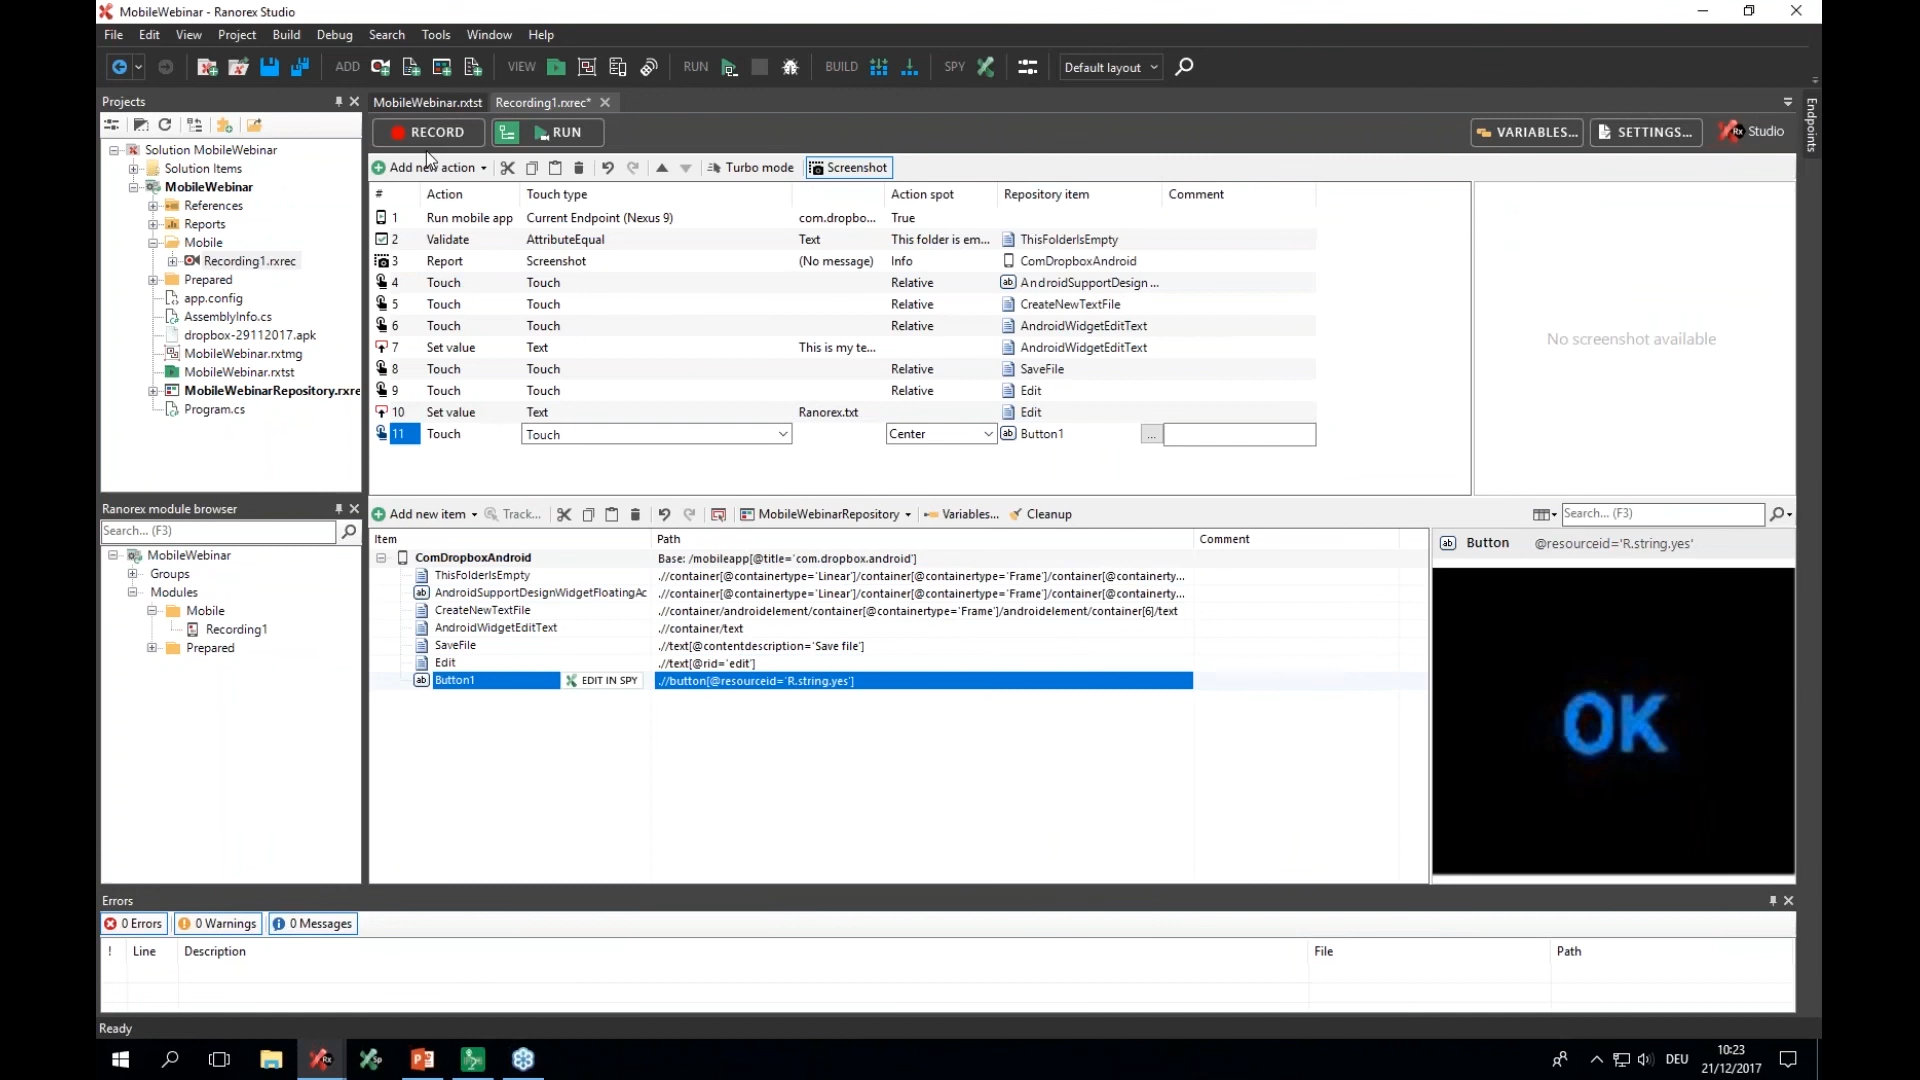 MobileWebinar - Ranorex Studio
File Edit View Project Build Debug Search Tools Window Help
ADD VIEW RUN BUILD SPY Default layout
Projects
MobileWebinar.rxtst Recording1.rxrec*
RECORD RUN VARIABLES... SETTINGS... Rx Studio
Endpoints
Add new action Turbo mode Screenshot
Solution MobileWebinar
Solution Items
MobileWebinar
References
Reports
Mobile
Recording1.rxrec
Prepared
app.config
AssemblyInfo.cs
dropbox-29112017.apk
MobileWebinar.rxtmg
MobileWebinar.rxtst
MobileWebinarRepository.rxre
Program.cs
# Action Touch type Action spot Repository item Comment
1 Run mobile app Current Endpoint (Nexus 9) com.dropbo... True
2 Validate AttributeEqual Text This folder is em... ThisFolderIsEmpty
3 Report Screenshot (No message) Info ComDropboxAndroid
4 Touch Touch Relative AndroidSupportDesign ...
5 Touch Touch Relative CreateNewTextFile
6 Touch Touch Relative AndroidWidgetEditText
7 Set value Text This is my te... AndroidWidgetEditText
8 Touch Touch Relative SaveFile
9 Touch Touch Relative Edit
10 Set value Text Ranorex.txt Edit
11 Touch Touch Center Button1 ...
No screenshot available
Ranorex module browser
Search... (F3)
MobileWebinar
Groups
Modules
Mobile
Recording1
Prepared
Add new item Track... MobileWebinarRepository Variables... Cleanup Search... (F3)
Item Path Comment
ComDropboxAndroid Base: /mobileapp[@title='com.dropbox.android']
ThisFolderIsEmpty .//container[@containertype='Linear']/container[@containertype='Frame']/container[@containerty...
AndroidSupportDesignWidgetFloatingAc .//container[@containertype='Linear']/container[@containertype='Frame']/container[@containerty...
CreateNewTextFile .//container/androidelement/container[@containertype='Frame']/androidelement/container[6]/text
AndroidWidgetEditText .//container/text
SaveFile .//text[@contentdescription='Save file']
Edit .//text[@rid='edit']
Button1 EDIT IN SPY .//button[@resourceid='R.string.yes']
Button @resourceid='R.string.yes'
OK
Errors
0 Errors 0 Warnings 0 Messages
! Line Description File Path
Ready
DEU
10:23
21/12/2017